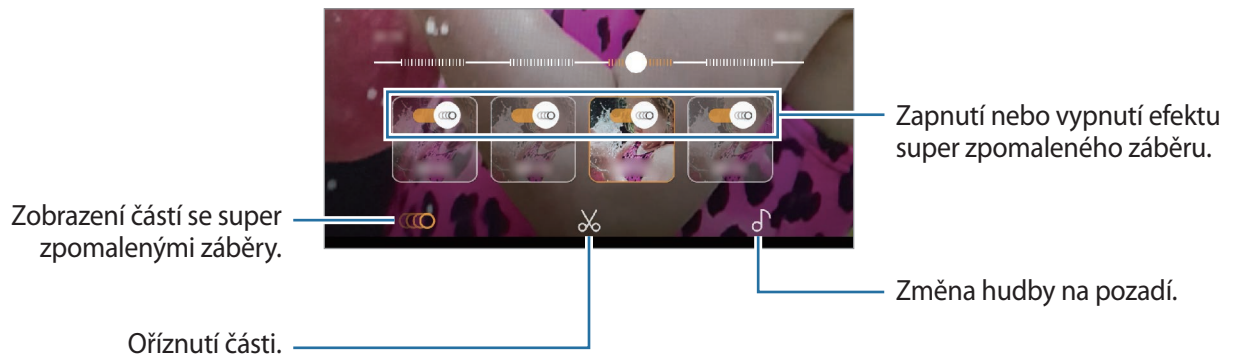 Zapnutí nebo vypnutí efektu
super zpomaleného záběru.
Zobrazení částí se super
zpomalenými záběry.
Změna hudby na pozadí.
Oříznutí části.